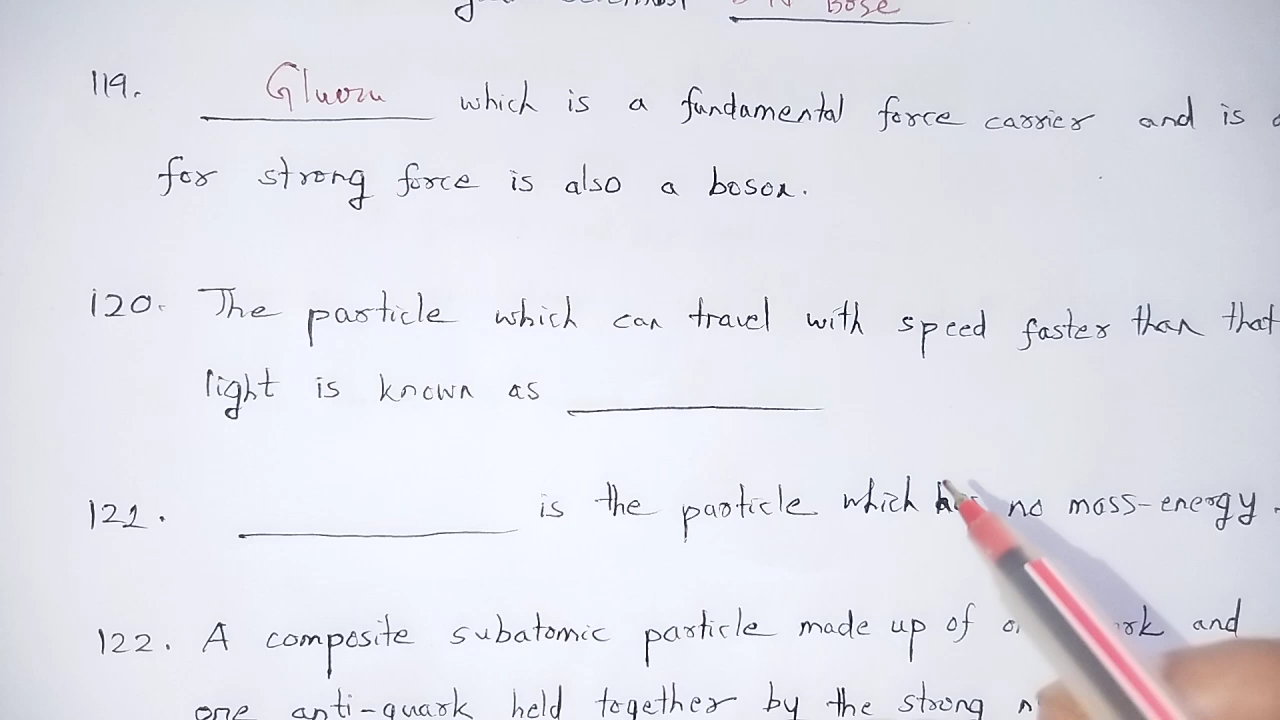 Bose
119. Gluon which is a fundamental force carrier and is
for strong force is also a boson.
120. The particle which can travel with speed faster than that
light is known as
121. is the particle which no mass-energy.
122. A composite subatomic particle made up of and
one anti-quark held together by the strong